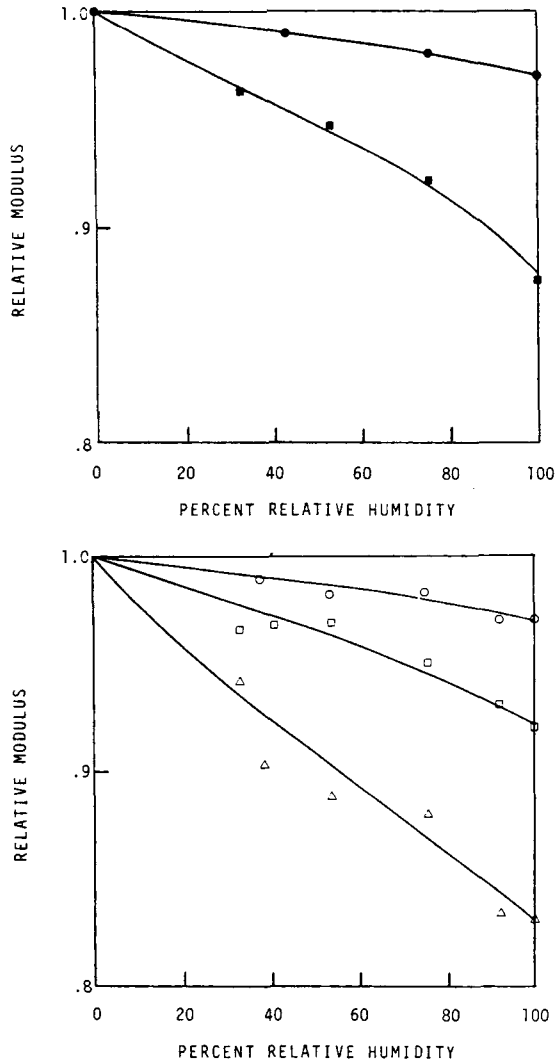 1.0
.9
.8
RELATIVE MODULUS
0 20 40 60 80 100
PERCENT RELATIVE HUMIDITY
1.0
.9
.8
RELATIVE MODULUS
0 20 40 60 80 100
PERCENT RELATIVE HUMIDITY